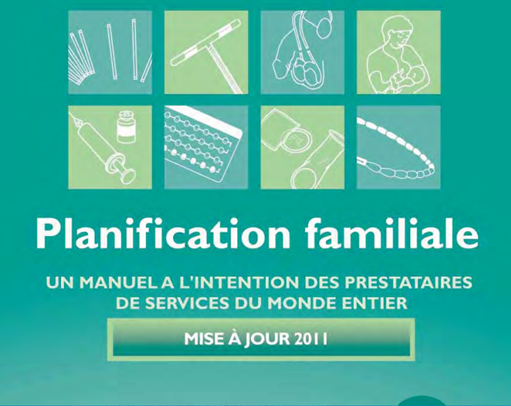 Planification familiale
UN MANUEL A L'INTENTION DES PRESTATAIRES
DE SERVICES DU MONDE ENTIER
MISE À JOUR 2011